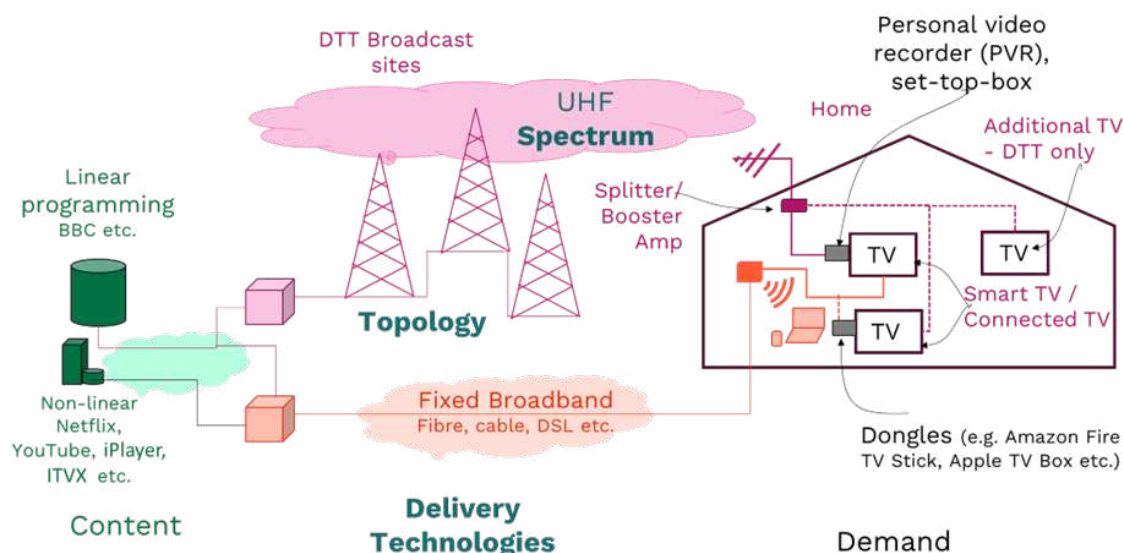 DTT Broadcast
sites
UHF
Spectrum
Linear
programming
BBC etc.
Topology
Non-linear
Netflix,
YouTube, iPlayer,
ITVX etc.
Fixed Broadband
Fibre, cable, DSL etc.
Content
Delivery
Technologies
Personal video
recorder (PVR),
set-top-box
Home
Additional TV
- DTT only
Splitter/
Booster
Amp
TV
TV
TV
Smart TV /
Connected TV
Dongles (e.g. Amazon Fire
TV Stick, Apple TV Box etc.)
Demand